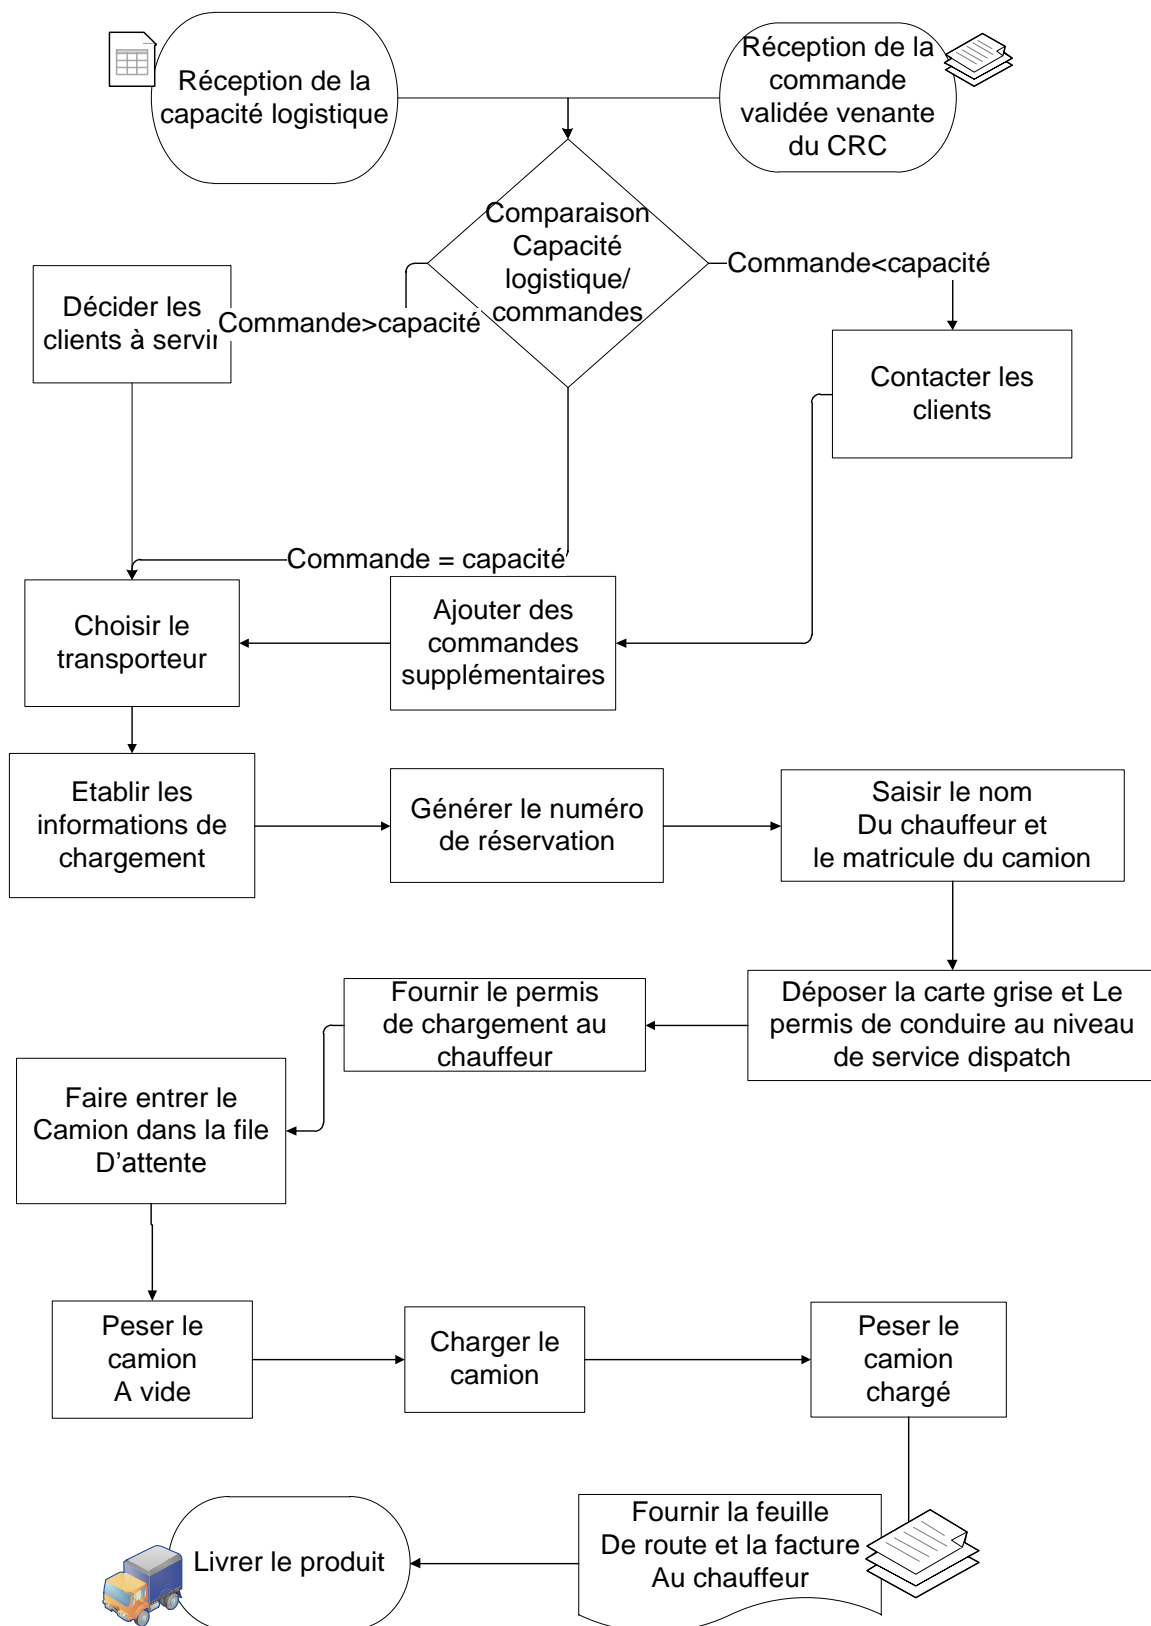 Réception de la
capacité logistique
Réception de la
commande
validée venante
du CRC
Comparaison
Capacité
logistique/
commandes
Commande<capacité
Commande>capacité
Décider les
clients à servir
Contacter les
clients
Commande = capacité
Choisir le
transporteur
Ajouter des
commandes
supplémentaires
Etablir les
informations de
chargement
Générer le numéro
de réservation
Saisir le nom
Du chauffeur et
le matricule du camion
Déposer la carte grise et Le
permis de conduire au niveau
de service dispatch
Fournir le permis
de chargement au
chauffeur
Faire entrer le
Camion dans la file
D'attente
Peser le
camion
A vide
Charger le
camion
Peser le
camion
chargé
Fournir la feuille
De route et la facture
Au chauffeur
Livrer le produit